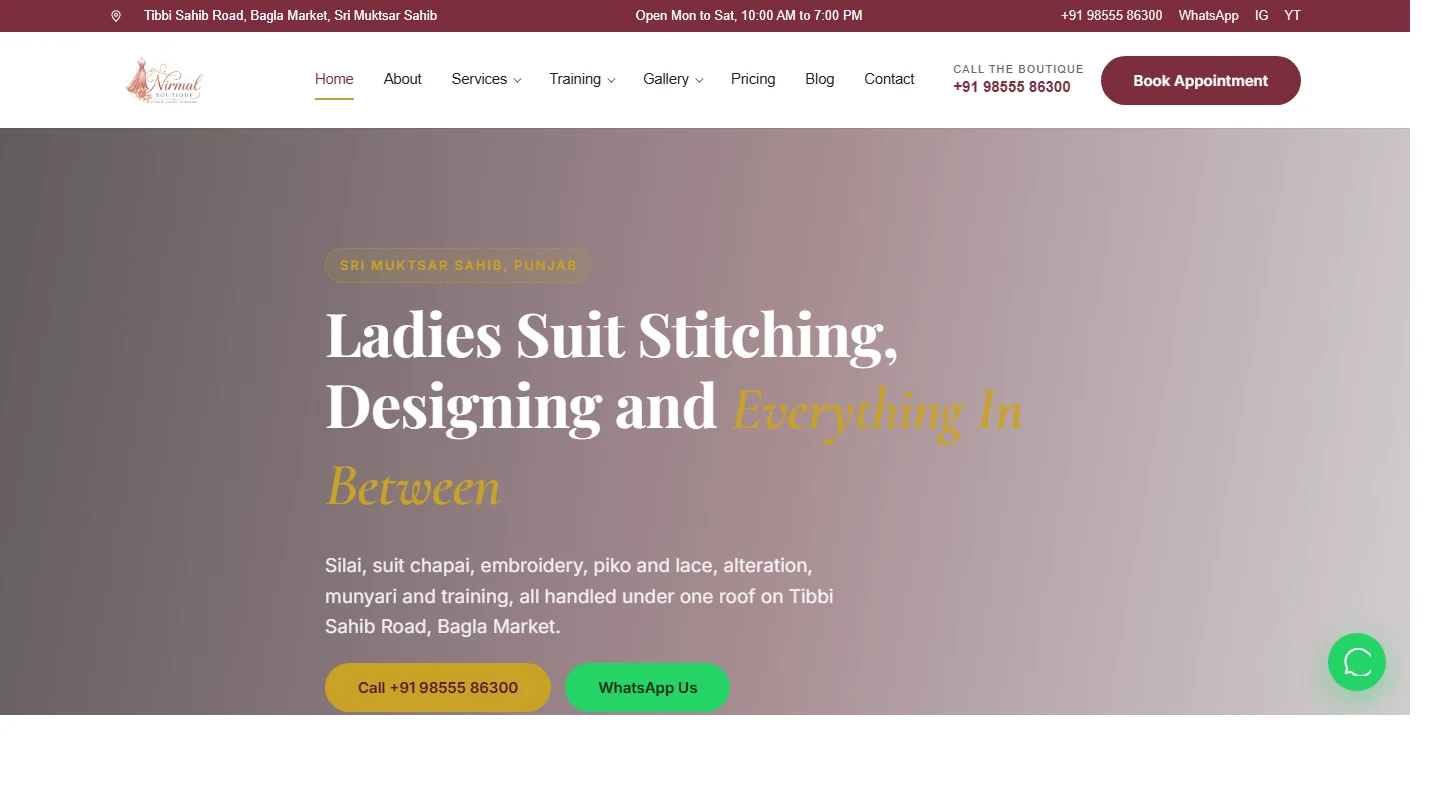 Tibbi Sahib Road, Bagla Market, Sri Muktsar Sahib
Open Mon to Sat, 10:00 AM to 7:00 PM
+91 98555 86300 WhatsApp IG YT
Nirmal
BOUTIQUE
Home About Services Training Gallery Pricing Blog Contact
CALL THE BOUTIQUE
+91 98555 86300
Book Appointment
SRI MUKTSAR SAHIB, PUNJAB
Ladies Suit Stitching,
Designing and Everything In
Between
Silai, suit chapai, embroidery, piko and lace, alteration,
munyari and training, all handled under one roof on Tibbi
Sahib Road, Bagla Market.
Call +91 98555 86300
WhatsApp Us